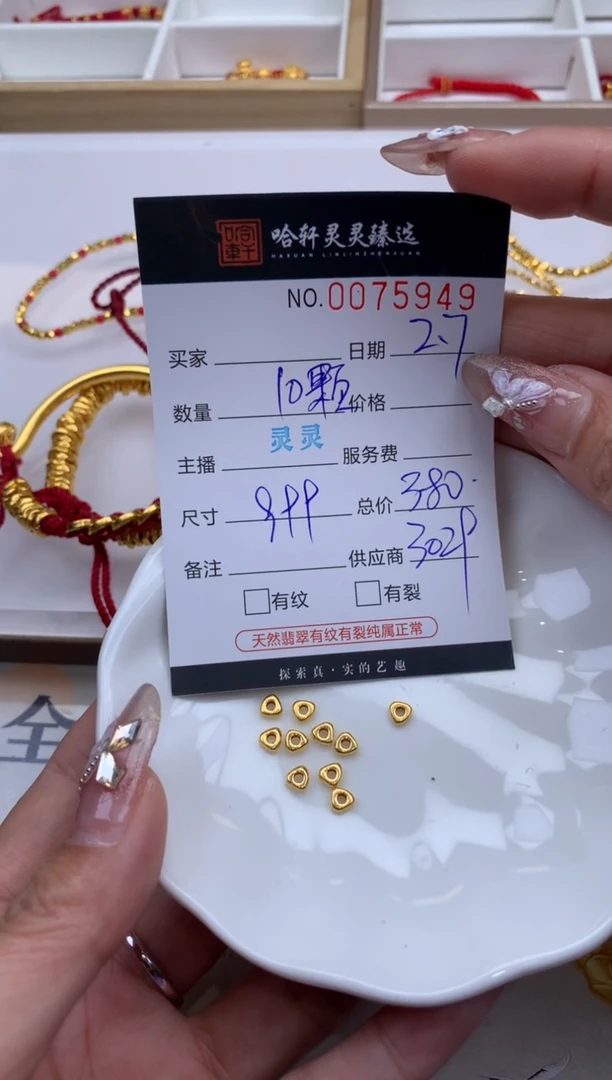 哈轩灵灵臻选
HAXUAN LINLINZHENXUAN
NO.0075949
买家 日期 2.7
数量 10颗 价格
主播 灵灵 服务费
尺寸 999 总价 380.
备注 供应商 3029
有纹 有裂
天然翡翠有纹有裂纯属正常
探索真·实的艺趣
全